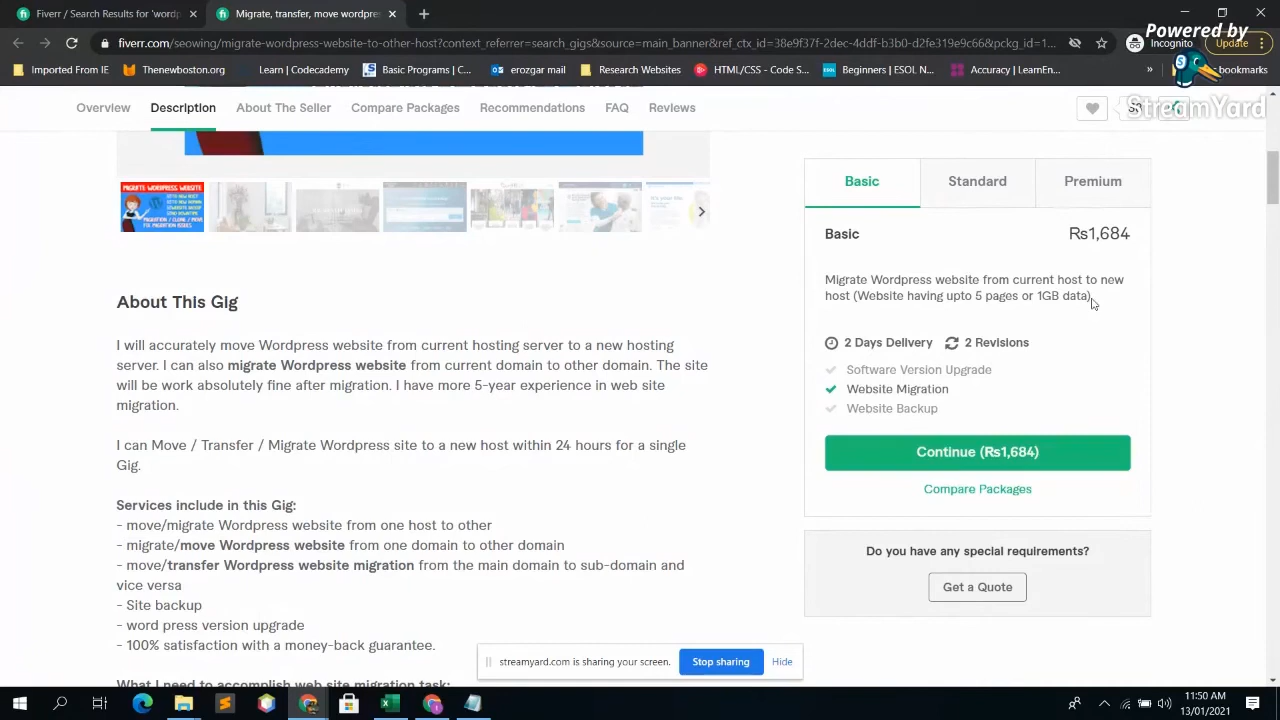 Fiverr / Search Results for 'wordp
Migrate, transfer, move wordpres
Powered by
fiverr.com/seowing/migrate-wordpress-website-to-other-host?context_referrer=search_gigs&source=main_banner&ref_ctx_id=38e9f37f-2dec-4ddf-b3b0-d2fe319e9c66&pckg_id=1...
Incognito
Update
Imported From IE
Thenewboston.org
Learn | Codecademy
Basic Programs | C...
erozgar mail
Research Websites
HTML/CSS - Code S...
Beginners | ESOL N...
Accuracy | LearnEn...
bookmarks
StreamYard
Overview
Description
About The Seller
Compare Packages
Recommendations
FAQ
Reviews
MIGRATE WORDPRESS WEBSITE
Basic
Standard
Premium
Basic
₨1,684
Migrate Wordpress website from current host to new
host (Website having upto 5 pages or 1GB data)
2 Days Delivery
2 Revisions
Software Version Upgrade
Website Migration
Website Backup
Continue (₨1,684)
Compare Packages
Do you have any special requirements?
Get a Quote
About This Gig
I will accurately move Wordpress website from current hosting server to a new hosting
server. I can also migrate Wordpress website from current domain to other domain. The site
will be work absolutely fine after migration. I have more 5-year experience in web site
migration.
I can Move / Transfer / Migrate Wordpress site to a new host within 24 hours for a single
Gig.
Services include in this Gig:
- move/migrate Wordpress website from one host to other
- migrate/move Wordpress website from one domain to other domain
- move/transfer Wordpress website migration from the main domain to sub-domain and
vice versa
- Site backup
- word press version upgrade
- 100% satisfaction with a money-back guarantee.
What I need to accomplish web site migration task:
streamyard.com is sharing your screen.
Stop sharing
Hide
11:50 AM
13/01/2021